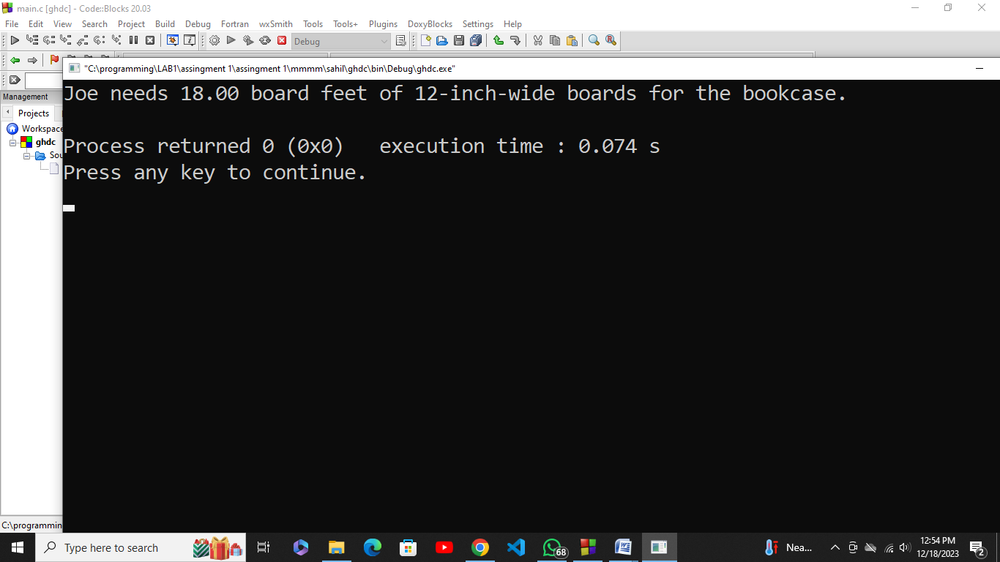 main.c [ghdc] - Code::Blocks 20.03
File Edit View Search Project Build Debug Fortran wxSmith Tools Tools+ Plugins DoxyBlocks Settings Help
Debug
"C:\programming\LAB1\assingment 1\assingment 1\mmmm\sahil\ghdc\bin\Debug\ghdc.exe"
Joe needs 18.00 board feet of 12-inch-wide boards for the bookcase.
Management
Projects
Workspace
ghdc
Sou
Process returned 0 (0x0)   execution time : 0.074 s
Press any key to continue.
C:\programmin
Type here to search
68
Nea...
12:54 PM
12/18/2023
2